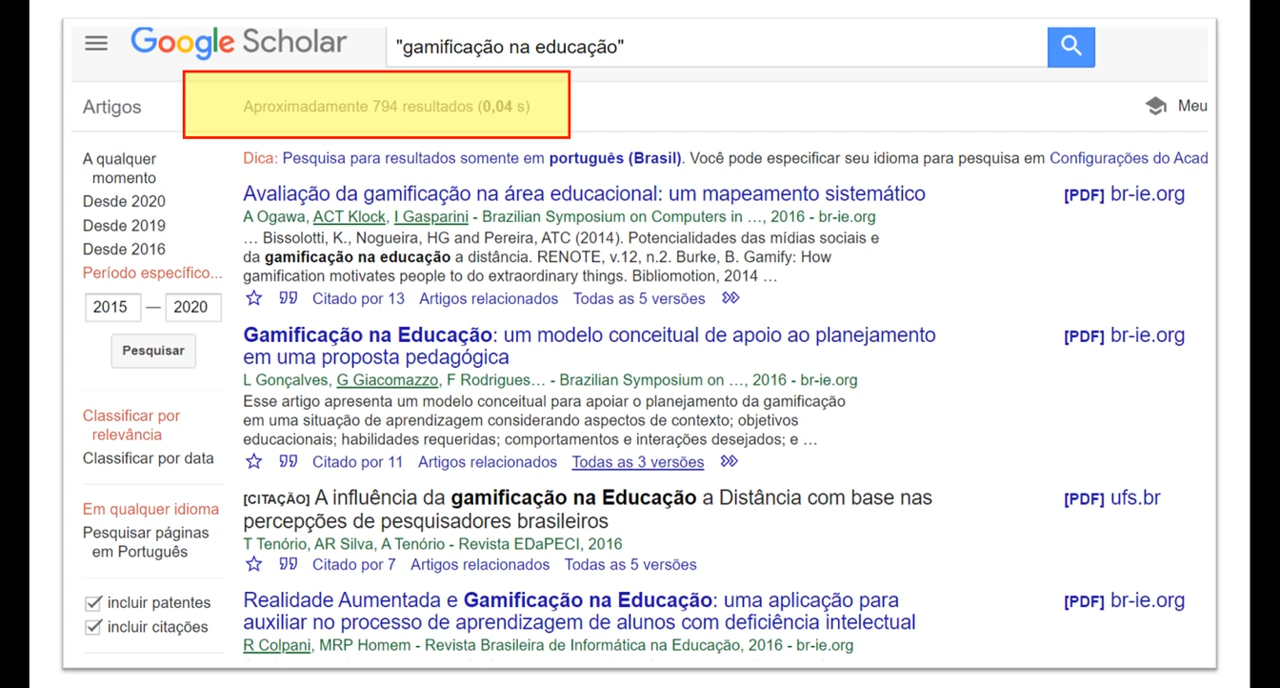 Google Scholar
"gamificação na educação"
Artigos
Aproximadamente 794 resultados (0,04 s)
Meu
A qualquer
momento
Desde 2020
Desde 2019
Desde 2016
Período específico...
2015 — 2020
Pesquisar
Classificar por
relevância
Classificar por data
Em qualquer idioma
Pesquisar páginas
em Português
incluir patentes
incluir citações
Dica: Pesquisa para resultados somente em português (Brasil). Você pode especificar seu idioma para pesquisa em Configurações do Acad
Avaliação da gamificação na área educacional: um mapeamento sistemático
[PDF] br-ie.org
A Ogawa, ACT Klock, I Gasparini - Brazilian Symposium on Computers in …, 2016 - br-ie.org
… Bissolotti, K., Nogueira, HG and Pereira, ATC (2014). Potencialidades das mídias sociais e
da gamificação na educação a distância. RENOTE, v.12, n.2. Burke, B. Gamify: How
gamification motivates people to do extraordinary things. Bibliomotion, 2014 …
Citado por 13 Artigos relacionados Todas as 5 versões
Gamificação na Educação: um modelo conceitual de apoio ao planejamento
em uma proposta pedagógica
[PDF] br-ie.org
L Gonçalves, G Giacomazzo, F Rodrigues… - Brazilian Symposium on …, 2016 - br-ie.org
Esse artigo apresenta um modelo conceitual para apoiar o planejamento da gamificação
em uma situação de aprendizagem considerando aspectos de contexto; objetivos
educacionais; habilidades requeridas; comportamentos e interações desejados; e …
Citado por 11 Artigos relacionados Todas as 3 versões
[CITAÇÃO] A influência da gamificação na Educação a Distância com base nas
percepções de pesquisadores brasileiros
[PDF] ufs.br
T Tenório, AR Silva, A Tenório - Revista EDaPECI, 2016
Citado por 7 Artigos relacionados Todas as 5 versões
Realidade Aumentada e Gamificação na Educação: uma aplicação para
auxiliar no processo de aprendizagem de alunos com deficiência intelectual
[PDF] br-ie.org
R Colpani, MRP Homem - Revista Brasileira de Informática na Educação, 2016 - br-ie.org